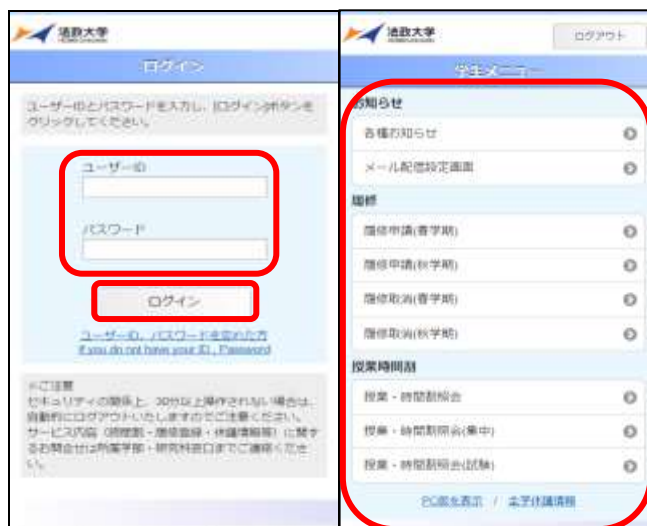 法政大学
ログイン
ユーザーIDとパスワードを入力し、[ログイン]ボタンを
クリックしてください。
ユーザーID
パスワード
ログイン
ユーザーID、パスワードを忘れた方
If you do not have your ID , Password
※ご注意
セキュリティの関係上、30分以上操作されない場合は、
自動的にログアウトいたしますのでご注意ください。
サービス内容（時間割・履修登録・休講情報等）に関す
るお問合せは所属学部・研究科窓口までご連絡くださ
い。
法政大学
ログアウト
学生メニュー
お知らせ
各種お知らせ
メール配信設定画面
履修
履修申請(春学期)
履修申請(秋学期)
履修取消(春学期)
履修取消(秋学期)
授業時間割
授業・時間割照会
授業・時間割照会(集中)
授業・時間割照会(試験)
PC版を表示 / 全学休講情報